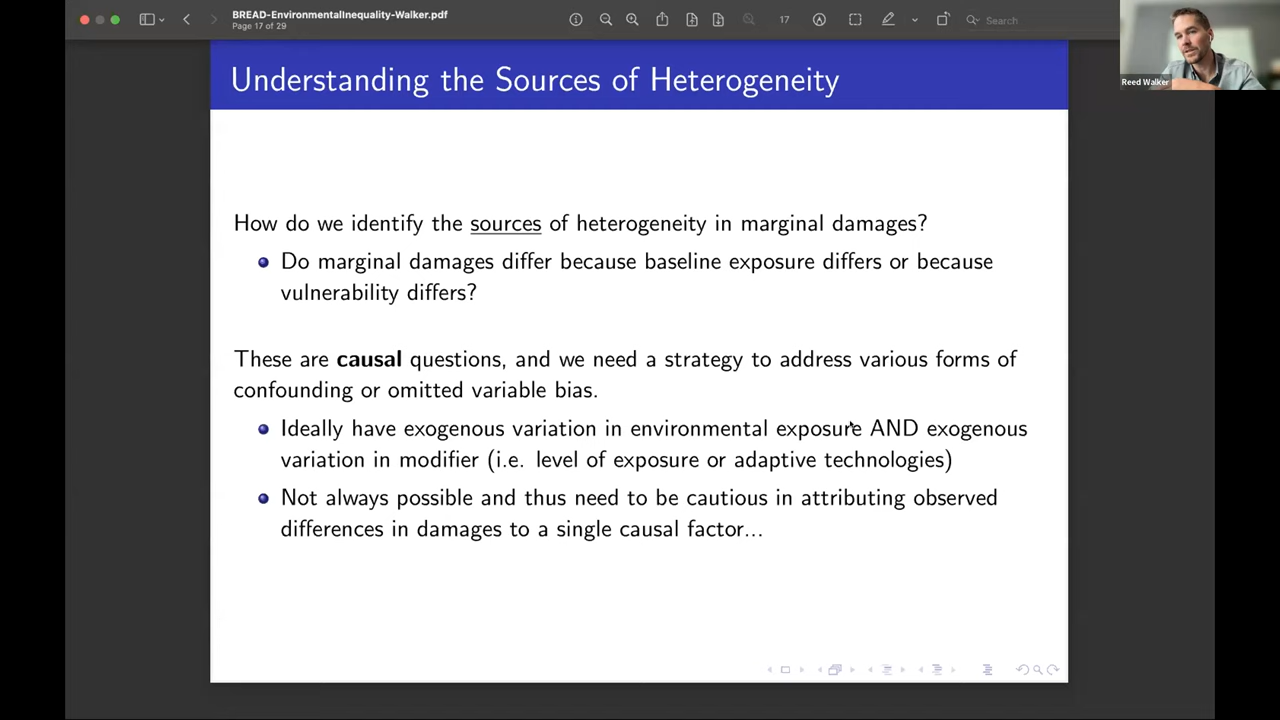 BREAD-EnvironmentalInequality-Walker.pdf
Page 17 of 29
17
Search
Reed Walker
Understanding the Sources of Heterogeneity
How do we identify the sources of heterogeneity in marginal damages?
Do marginal damages differ because baseline exposure differs or because
vulnerability differs?
These are causal questions, and we need a strategy to address various forms of
confounding or omitted variable bias.
Ideally have exogenous variation in environmental exposure AND exogenous
variation in modifier (i.e. level of exposure or adaptive technologies)
Not always possible and thus need to be cautious in attributing observed
differences in damages to a single causal factor...